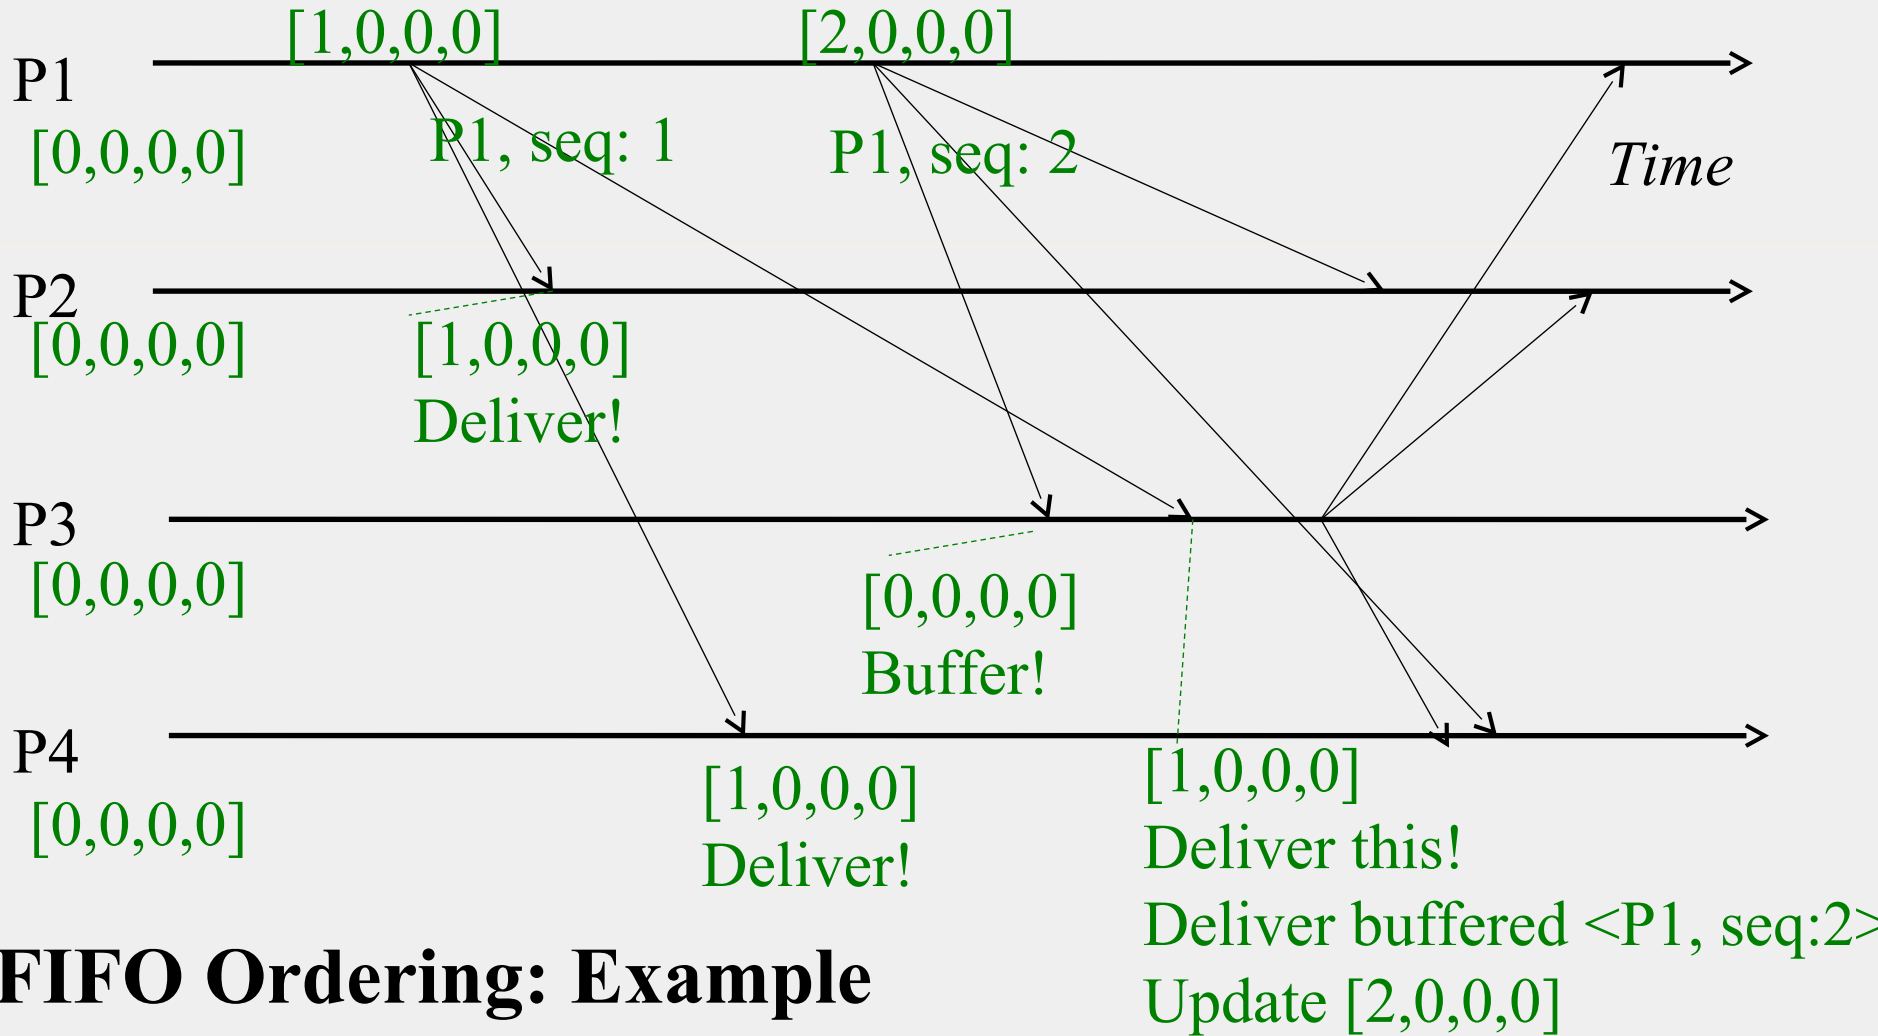 [1,0,0,0]
[2,0,0,0]
P1
[0,0,0,0]
P1, seq: 1
P1, seq: 2
Time
P2
[0,0,0,0]
[1,0,0,0]
Deliver!
P3
[0,0,0,0]
[0,0,0,0]
Buffer!
P4
[0,0,0,0]
[1,0,0,0]
Deliver!
[1,0,0,0]
Deliver this!
Deliver buffered <P1, seq:2>
Update [2,0,0,0]
FIFO Ordering: Example